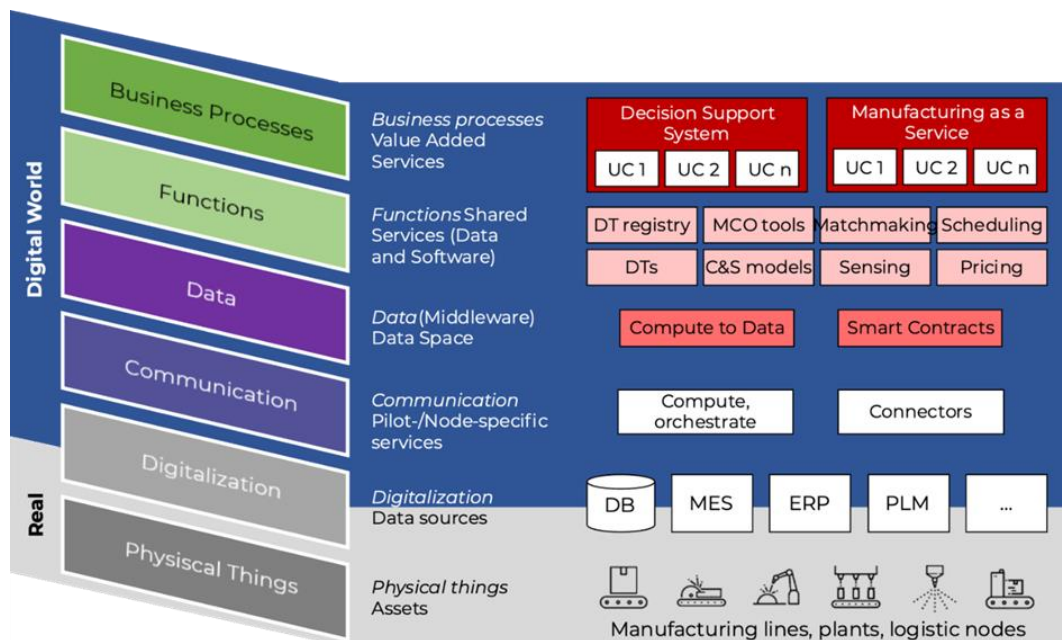 Digital World
Real
Business Processes
Functions
Data
Communication
Digitalization
Physiscal Things
Business processes
Value Added
Services
Decision Support
System
UC 1
UC 2
UC n
Manufacturing as a
Service
UC 1
UC 2
UC n
Functions Shared
Services (Data
and Software)
DT registry
MCO tools
Matchmaking
Scheduling
DTs
C&S models
Sensing
Pricing
Data (Middleware)
Data Space
Compute to Data
Smart Contracts
Communication
Pilot-/Node-specific
services
Compute,
orchestrate
Connectors
Digitalization
Data sources
DB
MES
ERP
PLM
...
Physical things
Assets
Manufacturing lines, plants, logistic nodes